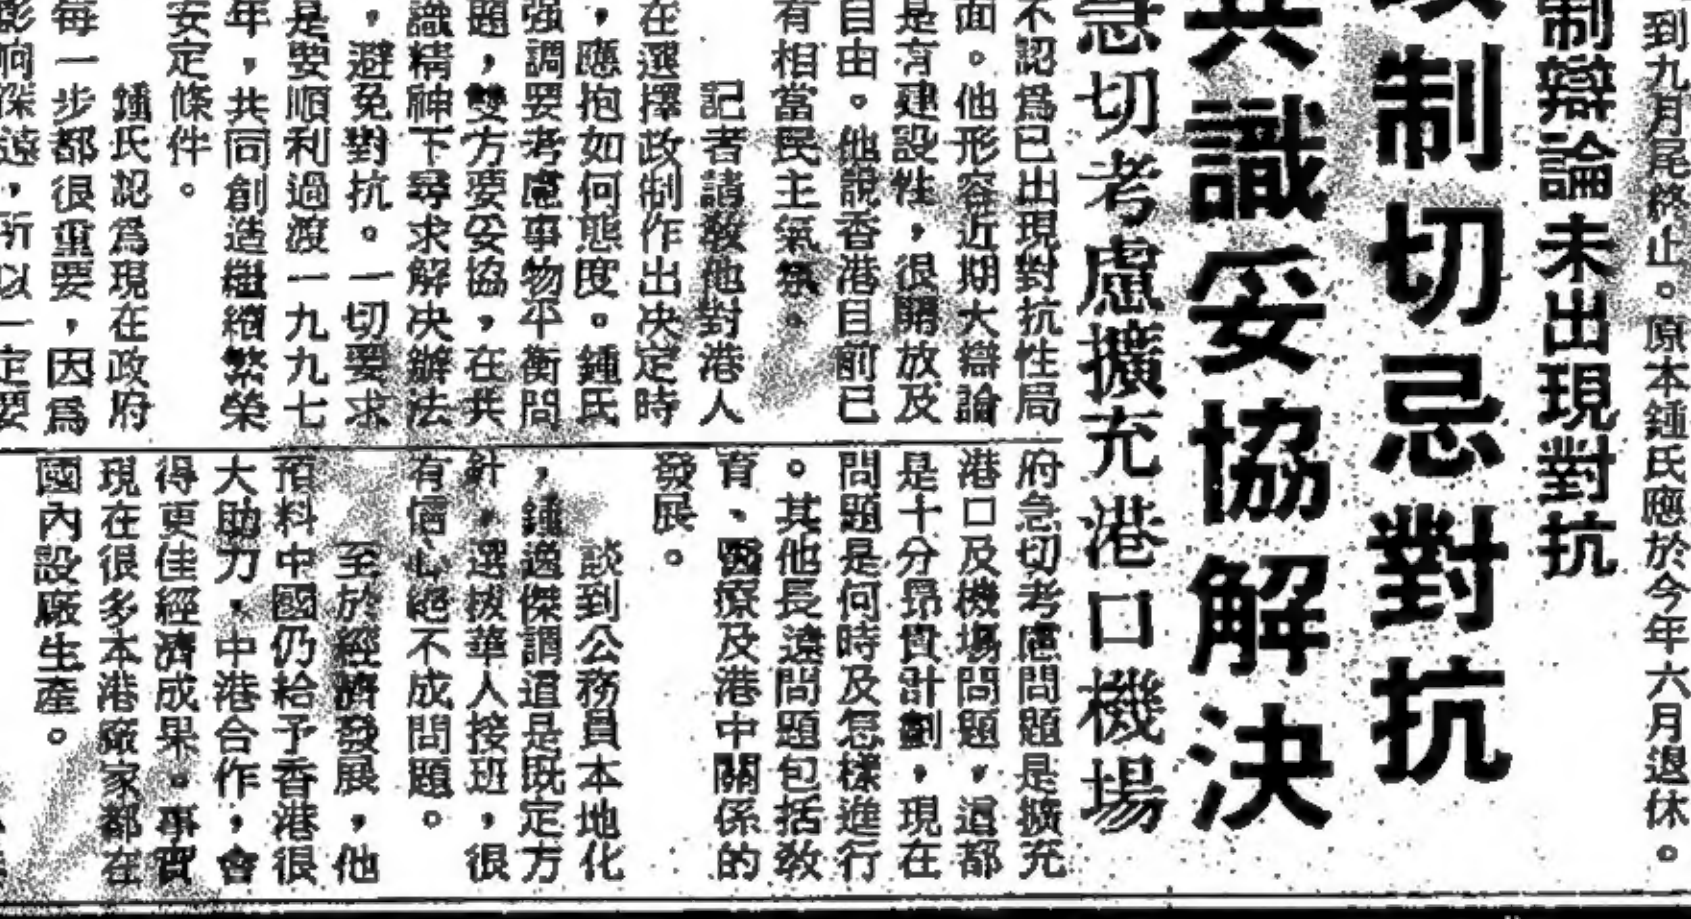 到九月尾終止。原本鍾氏應於今年六月退休。
制辯論未出現對抗
制切忌對抗
共識妥協解決
急切考慮擴充港口機場
不認爲已出現對抗性局
面。他形容近期大辯論
是有建設性，很開放及
自由。他說香港目前已
有相當民主氣氛。
記者請教他對港人
在選擇政制作出決定時
，應抱如何態度。鍾氏
强調要考慮事物平衡問
題，雙方要妥協，在共
識精神下尋求解決辦法
，避免對抗。一切要求
是要順利過渡一九九七
年，共同創造繼續繁榮
安定條件。
鍾氏認爲現在政府
每一步都很重要，因爲
影响深遠，所以一定要
府急切考慮問題是擴充
港口及機場問題，這都
是十分昂貴計劃，現在
問題是何時及怎樣進行
。其他長遠問題包括教
育、醫療及港中關係的
發展。
談到公務員本地化
，鍾逸傑謂這是既定方
針，選拔華人接班，很
有信心絕不成問題。
至於經濟發展，他
預料中國仍給予香港很
大助力，中港合作，會
得更佳經濟成果。事實
現在很多本港廠家都在
國內設廠生產。